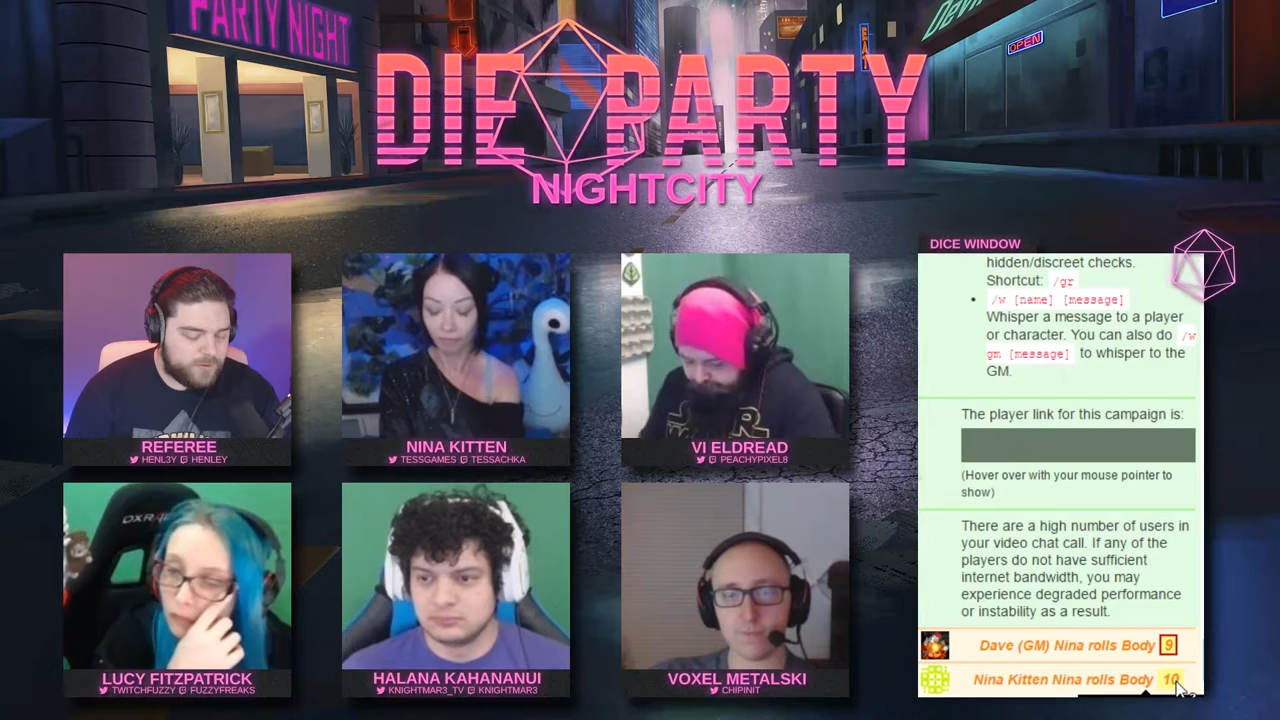 PARTY NIGHT
OPEN
DIE PARTY
NIGHTCITY
DICE WINDOW
hidden/discreet checks.
Shortcut: /gr
• /w [name] [message]
Whisper a message to a player
or character. You can also do /w
gm [message] to whisper to the
GM.
The player link for this campaign is:
(Hover over with your mouse pointer to
show)
There are a high number of users in
your video chat call. If any of the
players do not have sufficient
internet bandwidth, you may
experience degraded performance
or instability as a result.
Dave (GM) Nina rolls Body 9
Nina Kitten Nina rolls Body 10
REFEREE
HENL3Y HENLEY
NINA KITTEN
TESSGAMES TESSACHKA
VI ELDREAD
PEACHYPIXEL8
LUCY FITZPATRICK
TWITCHFUZZY FUZZYFREAKS
HALANA KAHANANUI
KNIGHTMAR3_TV KNIGHTMAR3
VOXEL METALSKI
CHIPINIT